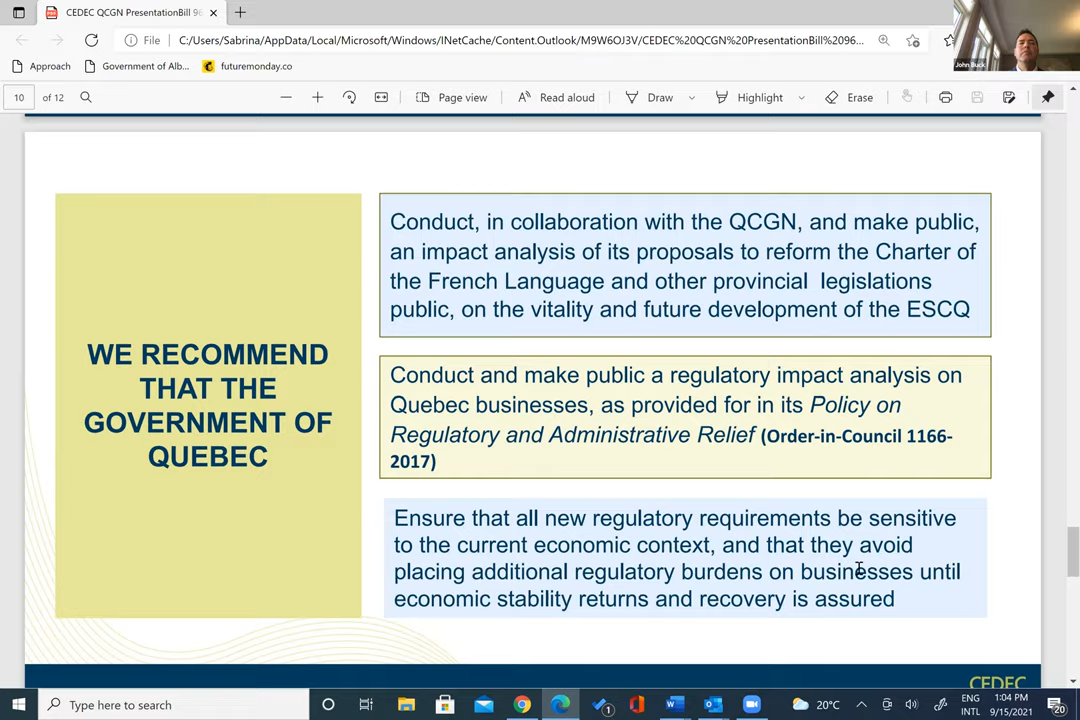 CEDEC QCGN PresentationBill 96
File
C:/Users/Sabrina/AppData/Local/Microsoft/Windows/INetCache/Content.Outlook/M9W6OJ3V/CEDEC%20QCGN%20PresentationBill%2096...
John Buck
Approach
Government of Alb...
futuremonday.co
10 of 12
Page view
Read aloud
Draw
Highlight
Erase
WE RECOMMEND
THAT THE
GOVERNMENT OF
QUEBEC
Conduct, in collaboration with the QCGN, and make public,
an impact analysis of its proposals to reform the Charter of
the French Language and other provincial legislations
public, on the vitality and future development of the ESCQ
Conduct and make public a regulatory impact analysis on
Quebec businesses, as provided for in its Policy on
Regulatory and Administrative Relief (Order-in-Council 1166-
2017)
Ensure that all new regulatory requirements be sensitive
to the current economic context, and that they avoid
placing additional regulatory burdens on businesses until
economic stability returns and recovery is assured
CEDEC
Type here to search
1
20°C
ENG
INTL
1:04 PM
9/15/2021
20